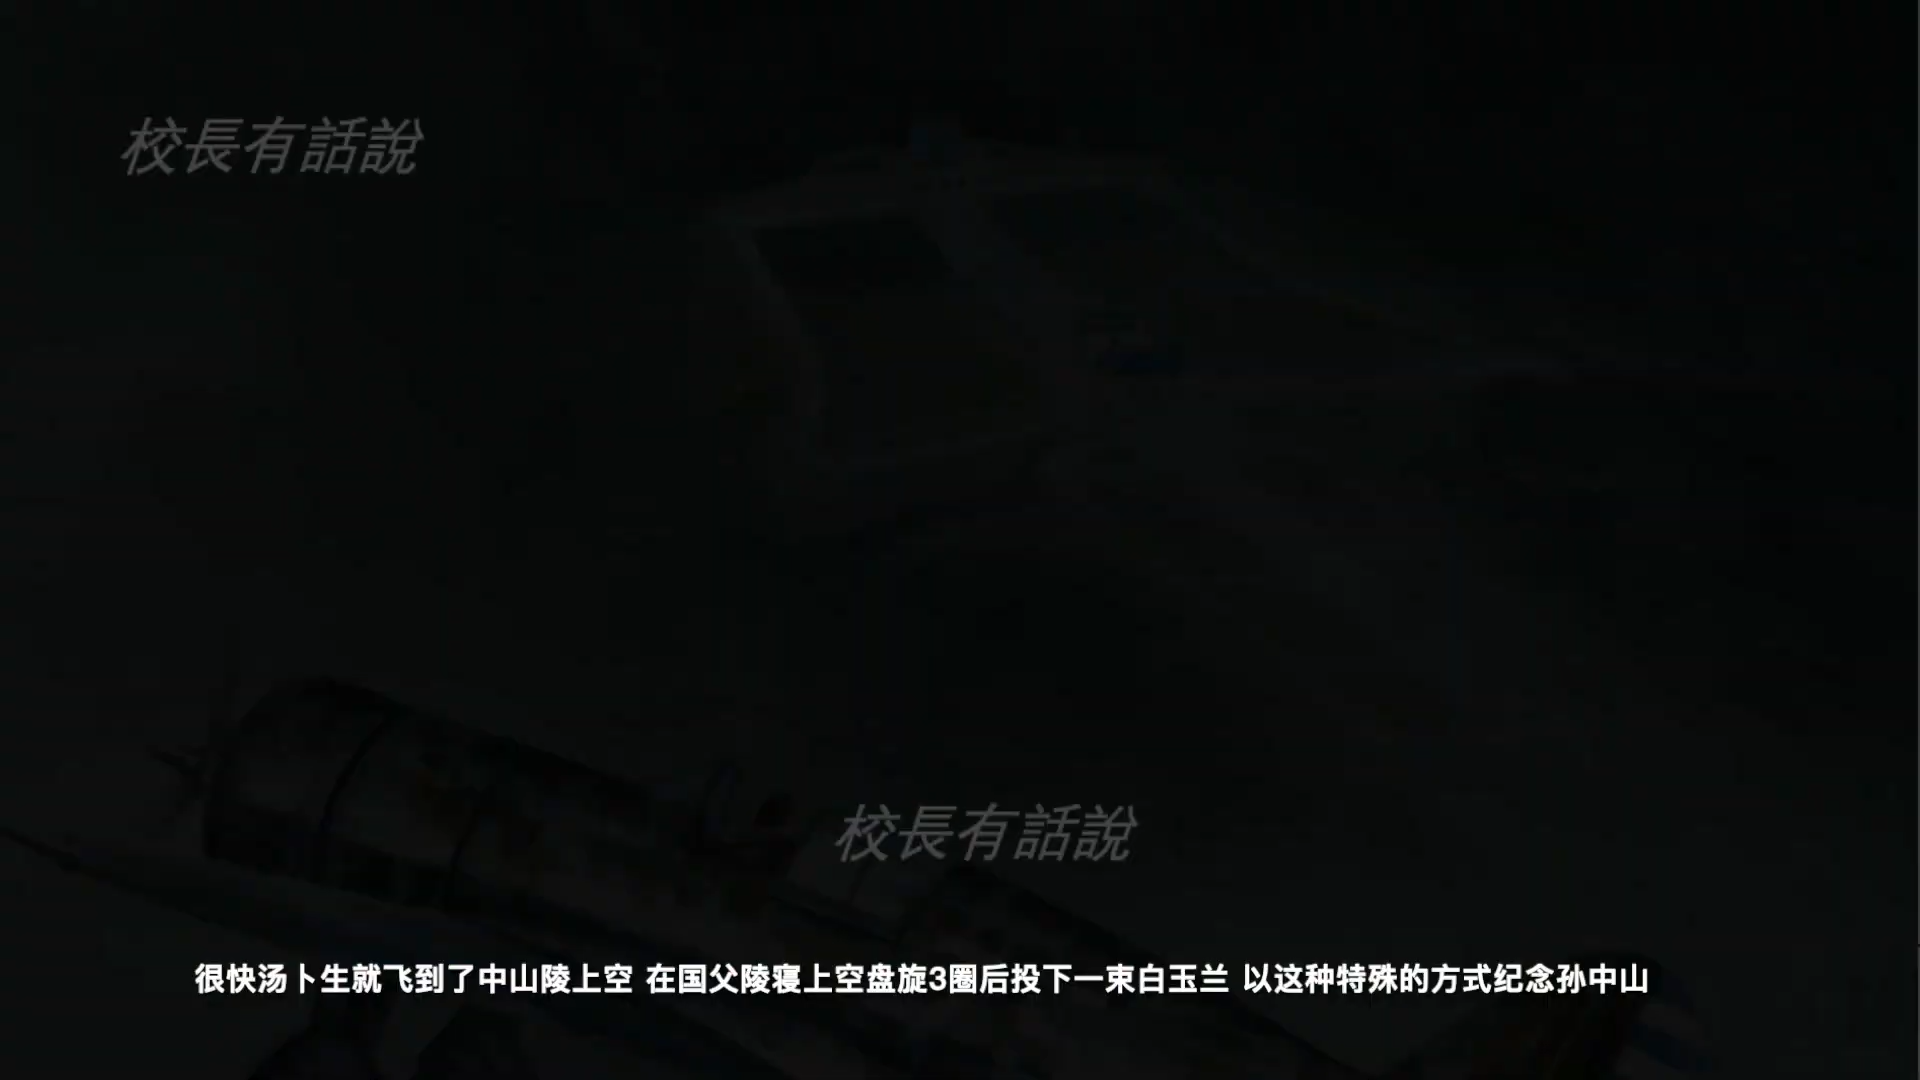 校長有話說
校長有話說
很快汤卜生就飞到了中山陵上空 在国父陵寝上空盘旋3圈后投下一束白玉兰 以这种特殊的方式纪念孙中山